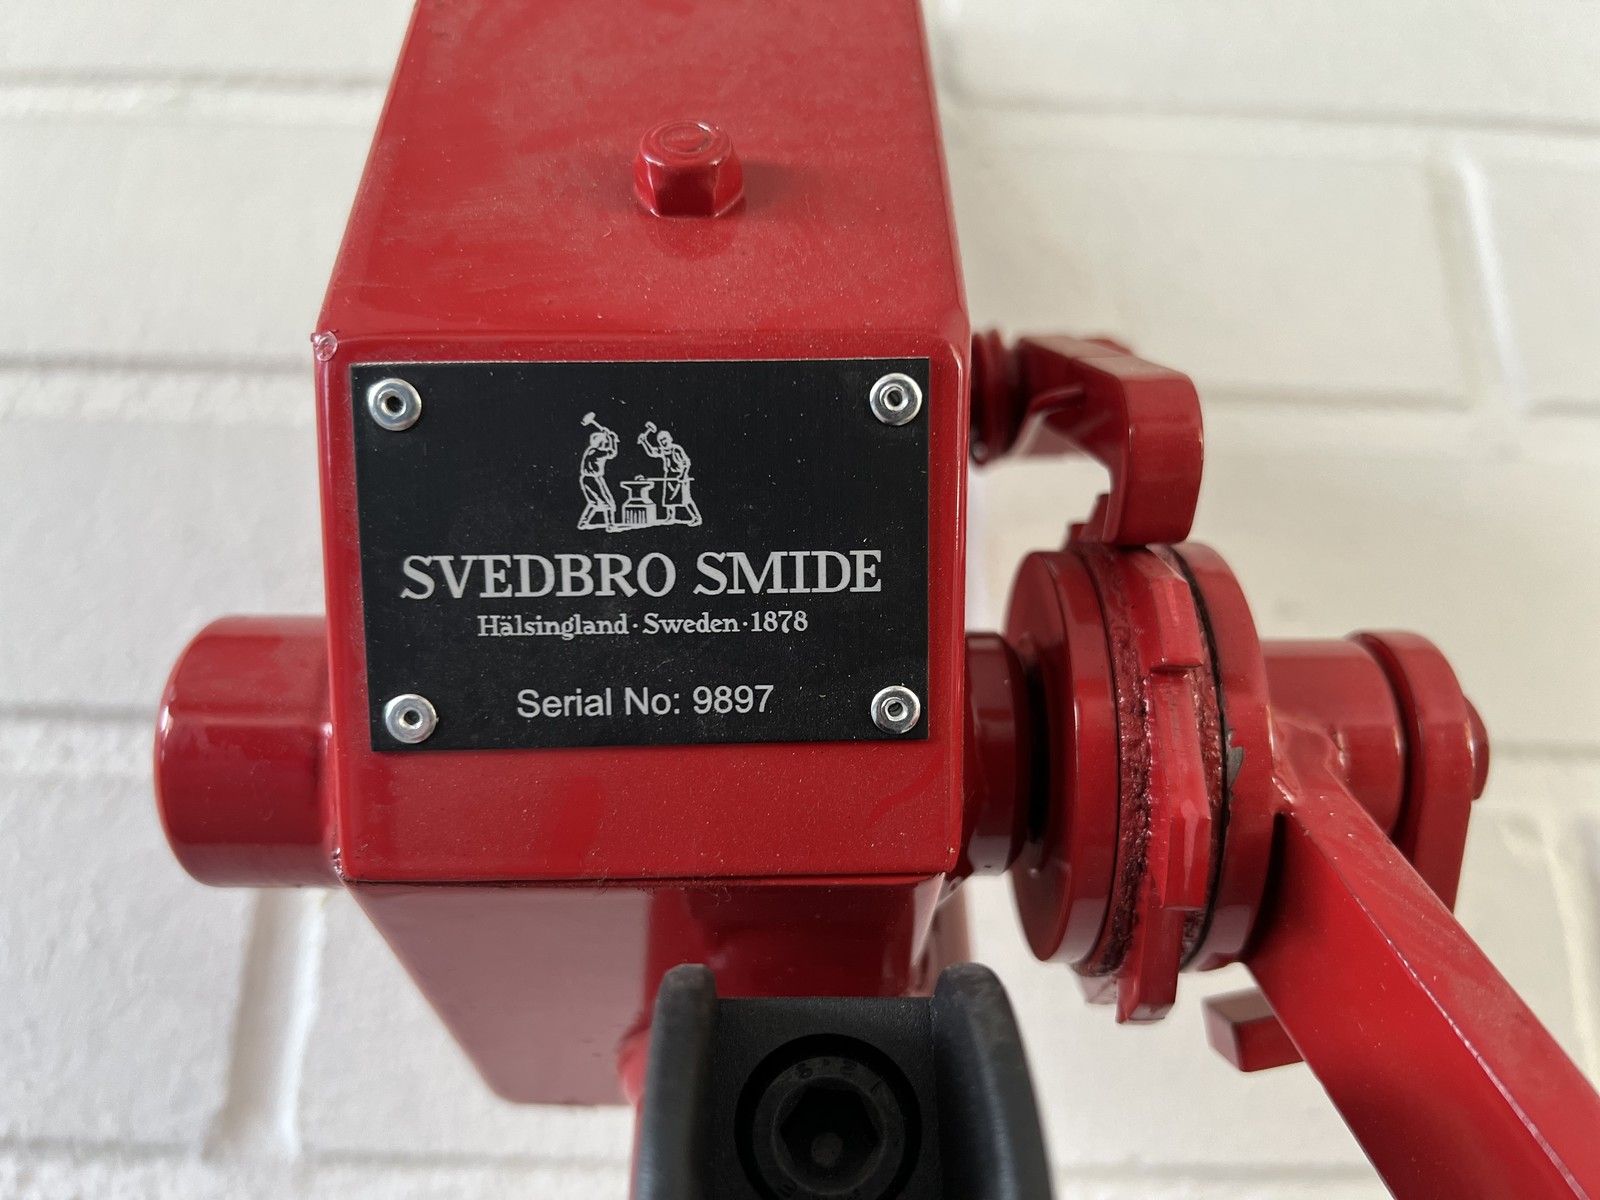 SVEDBRO SMIDE
Hälsingland · Sweden · 1878
Serial No: 9897